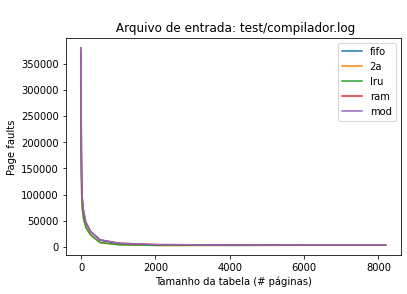 Arquivo de entrada: test/compilador.log
fifo
2a
lru
ram
mod
Page faults
350000
300000
250000
200000
150000
100000
50000
0
0 2000 4000 6000 8000
Tamanho da tabela (# páginas)